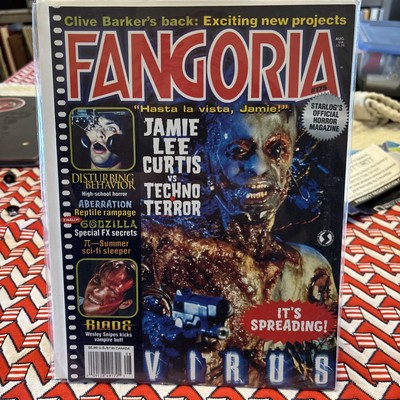 Clive Barker's back: Exciting new projects
FANGORIA
AUG
#175
"Hasta la vista, Jamie!"
STARLOG'S
OFFICIAL
HORROR
MAGAZINE
JAMIE
LEE
CURTIS
VS
TECHNO
TERROR
DISTURBING
BEHAVIOR
High-school horror
ABERRATION
Reptile rampage
GODZILLA
Special FX secrets
π—Summer
sci-fi sleeper
BLADE
Wesley Snipes kicks
vampire butt
IT'S
SPREADING!
VIRUS